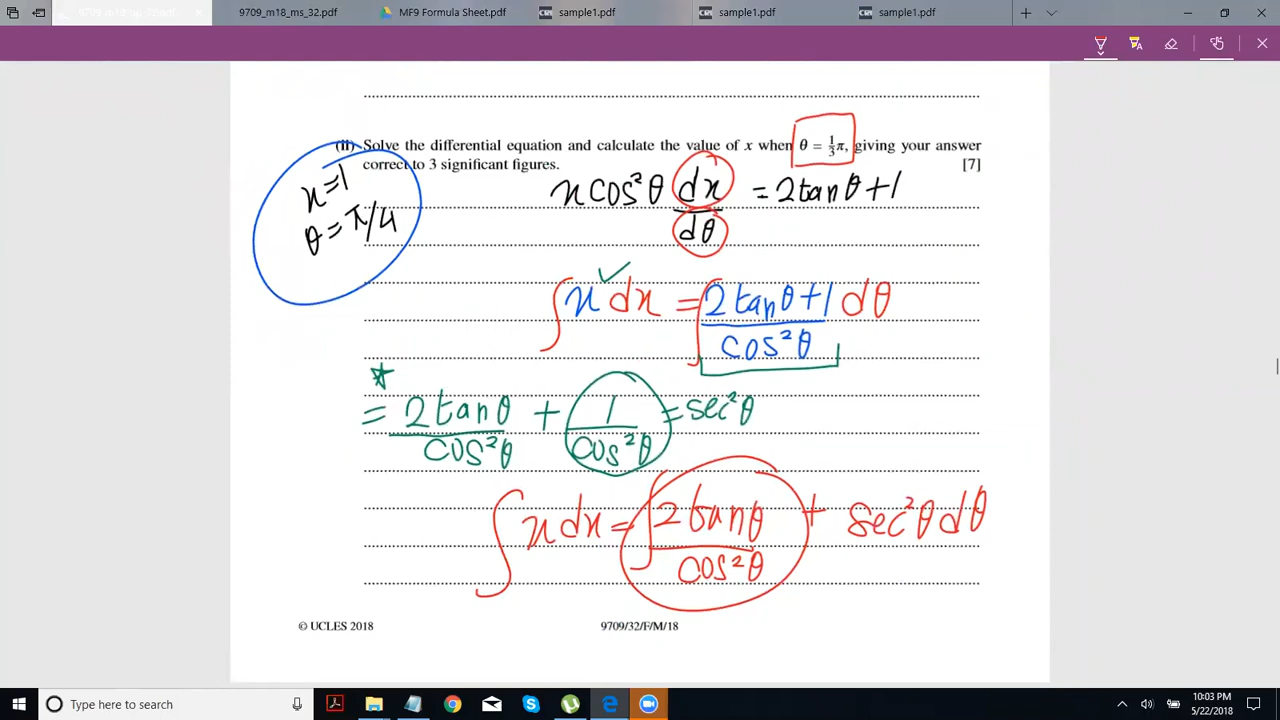 9709_m18_ms_32.pdf MF9 Formula Sheet.pdf sample1.pdf sample1.pdf sample1.pdf
(ii) Solve the differential equation and calculate the value of x when θ = 1/3 π, giving your answer
correct to 3 significant figures. [7]
x=1
θ=π/4
x cos²θ dx/dθ = 2tanθ+1
∫x dx = ∫(2tanθ+1)/cos²θ dθ
= 2tanθ/cos²θ + 1/cos²θ = sec²θ
∫x dx = ∫2tanθ/cos²θ + sec²θ dθ
© UCLES 2018 9709/32/F/M/18
Type here to search
10:03 PM
5/22/2018